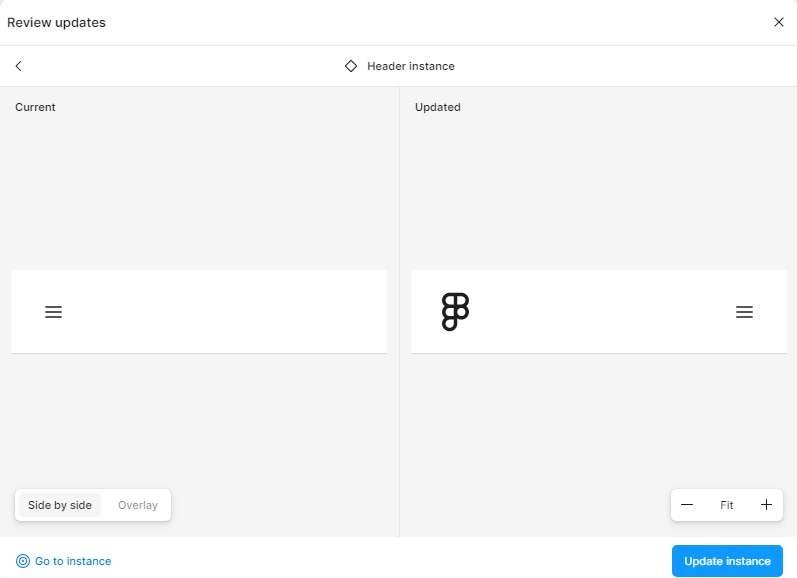 Review updates
Header instance
Current
Updated
Side by side
Overlay
Fit
Go to instance
Update instance